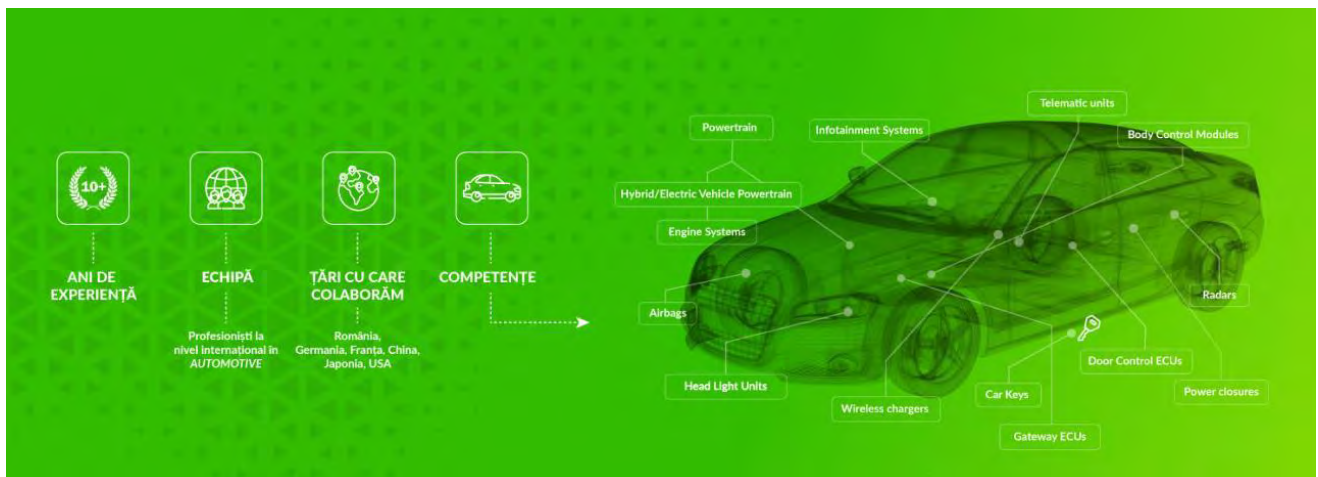 10+
ANI DE
EXPERIENȚĂ
ECHIPĂ
Profesioniști la
nivel internațional în
AUTOMOTIVE
ȚĂRI CU CARE
COLABORĂM
România,
Germania, Franța, China,
Japonia, USA
COMPETENȚE
Telematic units
Powertrain
Infotainment Systems
Body Control Modules
Hybrid/Electric Vehicle Powertrain
Engine Systems
Airbags
Radars
Head Light Units
Wireless chargers
Car Keys
Door Control ECUs
Power closures
Gateway ECUs